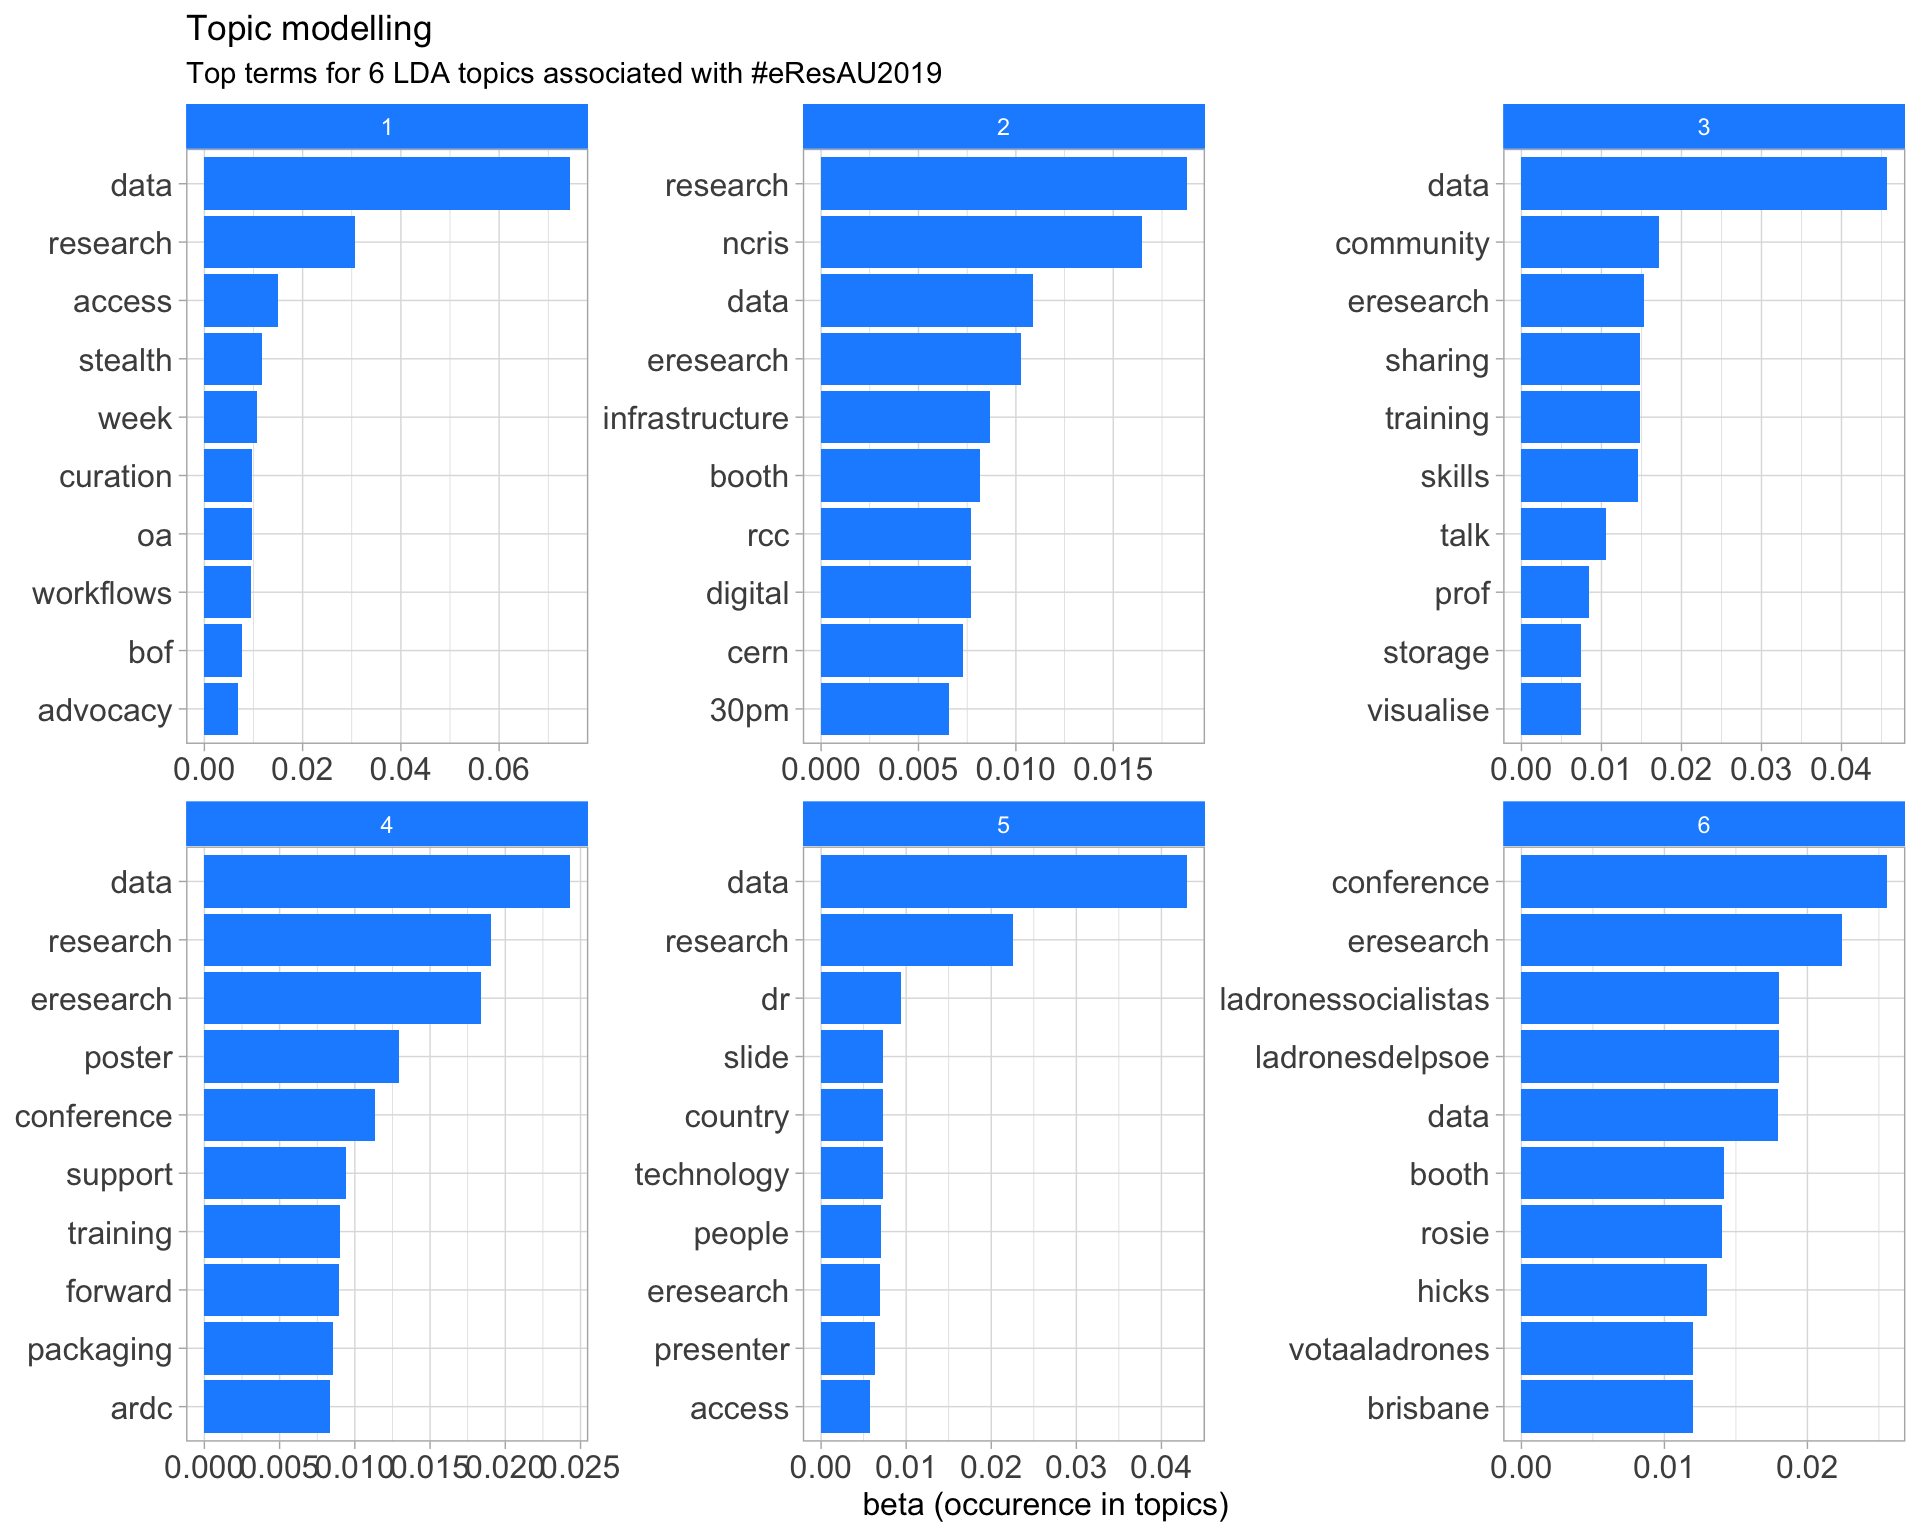 Topic modelling
Top terms for 6 LDA topics associated with #eResAU2019
1
data
research
access
stealth
week
curation
oa
workflows
bof
advocacy
0.00 0.02 0.04 0.06
2
research
ncris
data
eresearch
infrastructure
booth
rcc
digital
cern
30pm
0.000 0.005 0.010 0.015
3
data
community
eresearch
sharing
training
skills
talk
prof
storage
visualise
0.00 0.01 0.02 0.03 0.04
4
data
research
eresearch
poster
conference
support
training
forward
packaging
ardc
0.000 0.005 0.010 0.015 0.020 0.025
5
data
research
dr
slide
country
technology
people
eresearch
presenter
access
0.00 0.01 0.02 0.03 0.04
6
conference
eresearch
ladronessocialistas
ladronesdelpsoe
data
booth
rosie
hicks
votaaladrones
brisbane
0.00 0.01 0.02
beta (occurence in topics)